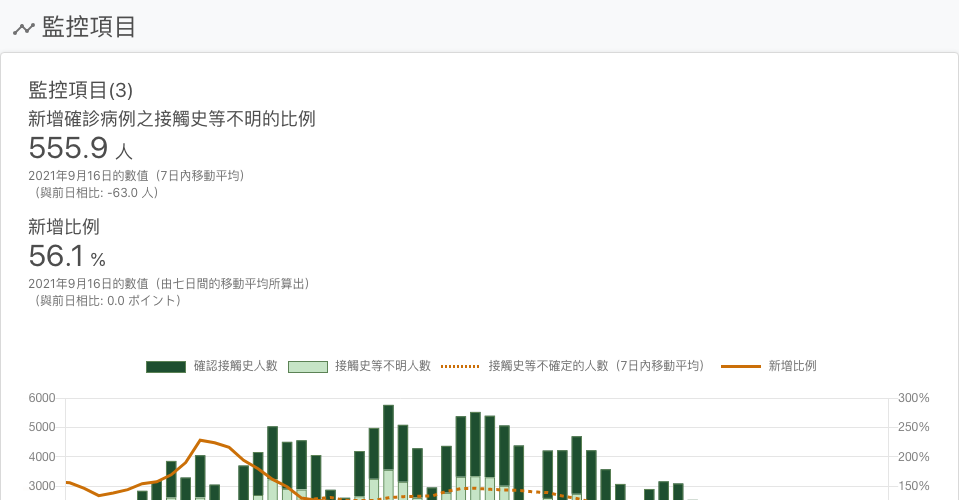 監控項目
監控項目(3)
新增確診病例之接觸史等不明的比例
555.9 人
2021年9月16日的數值（7日內移動平均）
（與前日相比: -63.0 人）
新增比例
56.1 %
2021年9月16日的數值（由七日間的移動平均所算出）
（與前日相比: 0.0 ポイント）
確認接觸史人數 接觸史等不明人數 接觸史等不確定的人數（7日內移動平均） 新增比例
6000 300%
5000 250%
4000 200%
3000 150%